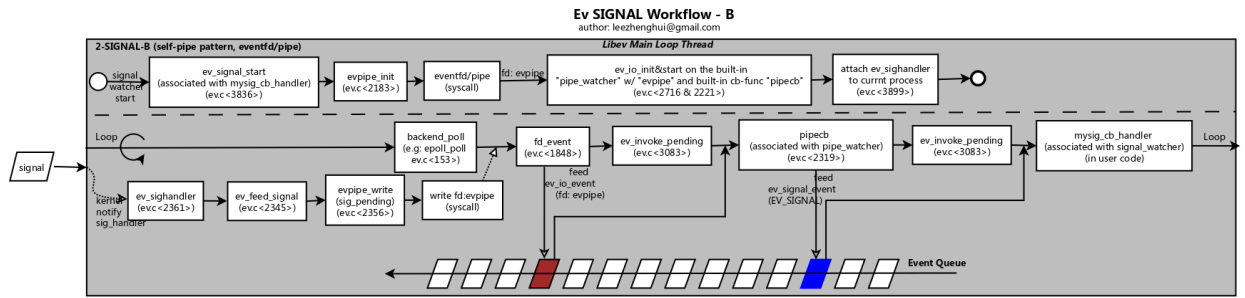 Ev SIGNAL Workflow - B
author: leezhenghui@gmail.com
2-SIGNAL-B (self-pipe pattern, eventfd/pipe)
Libev Main Loop Thread
signal
watcher
start
ev_signal_start
(associated with mysig_cb_handler)
(ev.c<3836>)
evpipe_init
(ev.c<2183>)
eventfd/pipe
(syscall)
fd: evpipe
ev_io_init&start on the built-in
"pipe_watcher" w/ "evpipe" and built-in cb-func "pipecb"
(ev.c<2716 & 2221>)
attach ev_sighandler
to currnt process
(ev.c<3899>)
Loop
backend_poll
(e.g: epoll_poll
ev.c<153>)
fd_event
(ev.c<1848>)
ev_invoke_pending
(ev.c<3083>)
pipecb
(associated with pipe_watcher)
(ev.c<2319>)
ev_invoke_pending
(ev.c<3083>)
mysig_cb_handler
(associated with signal_watcher)
(in user code)
Loop
signal
kernel
notify
sig_handler
ev_sighandler
(ev.c<2361>)
ev_feed_signal
(ev.c<2345>)
evpipe_write
(sig_pending)
(ev.c<2356>)
write fd:evpipe
(syscall)
feed
ev_io_event
(fd: evpipe)
feed
ev_signal_event
(EV_SIGNAL)
Event Queue